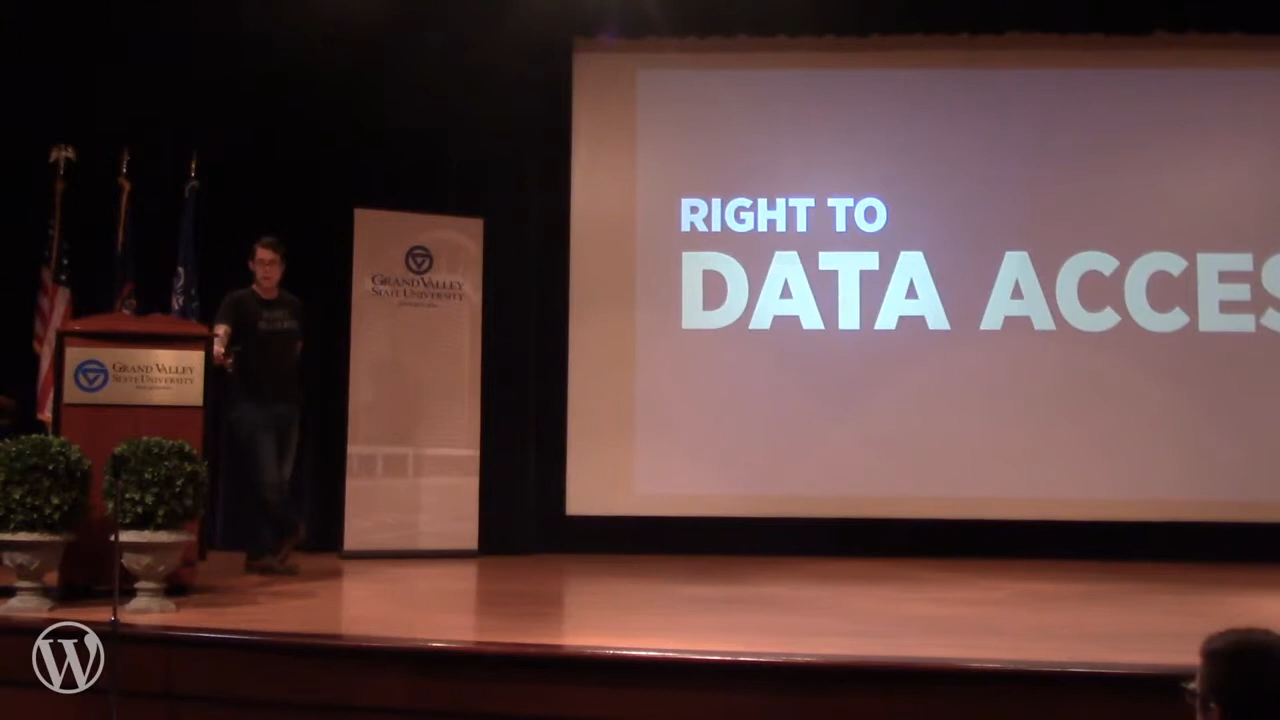 RIGHT TO
DATA ACCES
GRAND VALLEY
STATE UNIVERSITY
GRAND VALLEY
STATE UNIVERSITY